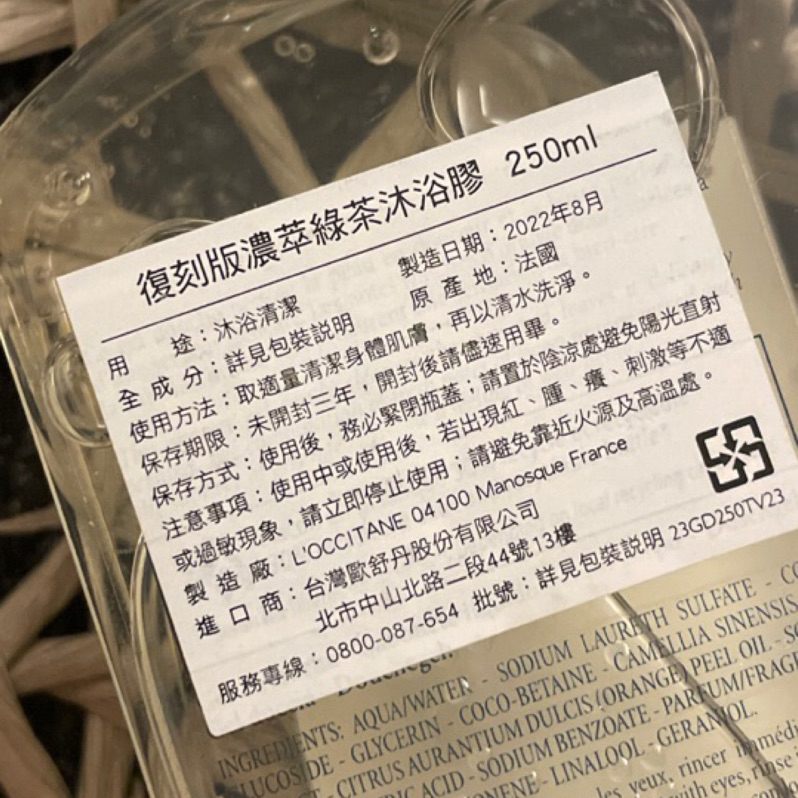 復刻版濃萃綠茶沐浴膠 250ml
用 途：沐浴清潔 製造日期：2022年8月
全成分：詳見包裝說明 原產地：法國
使用方法：取適量清潔身體肌膚，再以清水洗淨。
保存期限：未開封三年，開封後請儘速用畢。
保存方式：使用後，務必緊閉瓶蓋；請置於陰涼處避免陽光直射
注意事項：使用中或使用後，若出現紅、腫、癢、刺激等不適
或過敏現象，請立即停止使用；請避免靠近火源及高溫處。
製造廠：L'OCCITANE 04100 Manosque France
進口商：台灣歐舒丹股份有限公司
北市中山北路二段44號13樓
服務專線：0800-087-654 批號：詳見包裝說明 23GD250TV23
INGREDIENTS: AQUA/WATER - SODIUM LAURETH SULFATE - CO
GLUCOSIDE - GLYCERIN - COCO-BETAINE - CAMELLIA SINENSIS
CITRUS AURANTIUM DULCIS (ORANGE) PEEL OIL - SO
RIC ACID - SODIUM BENZOATE - PARFUM/FRAG
ONENE - LINALOOL - GERANIOL.
les yeux, rincer immédi
with eyes, rinse i